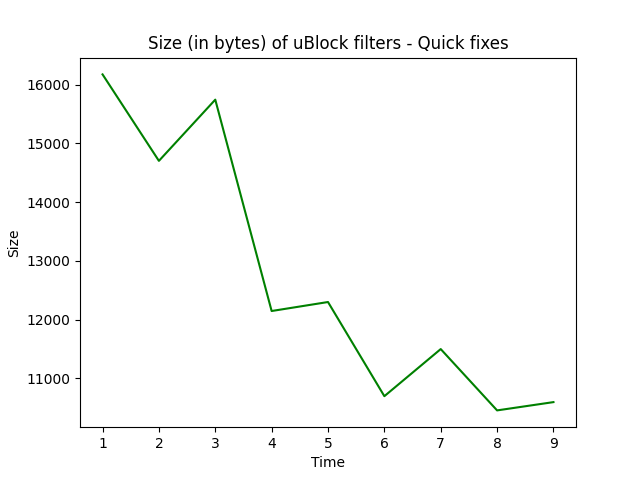 Size (in bytes) of uBlock filters - Quick fixes
16000
15000
14000
13000
12000
11000
Size
1 2 3 4 5 6 7 8 9
Time